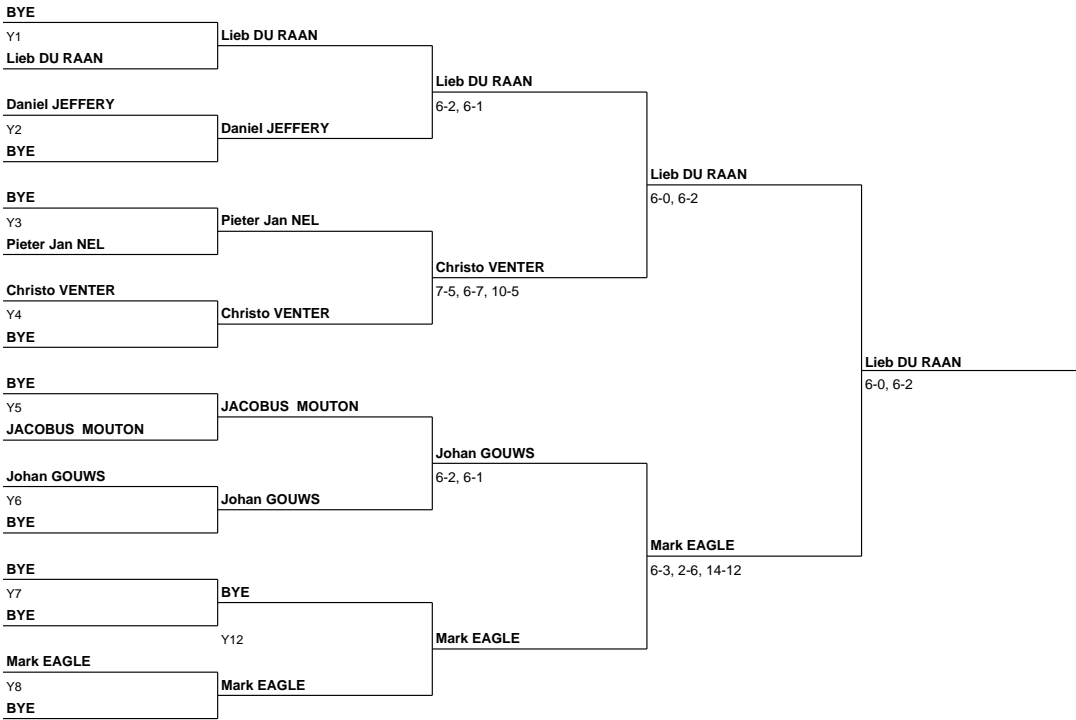 BYE
Y1
Lieb DU RAAN
Daniel JEFFERY
Y2
BYE
BYE
Y3
Pieter Jan NEL
Christo VENTER
Y4
BYE
BYE
Y5
JACOBUS  MOUTON
Johan GOUWS
Y6
BYE
BYE
Y7
BYE
Mark EAGLE
Y8
BYE
Lieb DU RAAN
Daniel JEFFERY
Pieter Jan NEL
Christo VENTER
JACOBUS  MOUTON
Johan GOUWS
BYE
Y12
Mark EAGLE
Lieb DU RAAN
6-2, 6-1
Christo VENTER
7-5, 6-7, 10-5
Johan GOUWS
6-2, 6-1
Mark EAGLE
Lieb DU RAAN
6-0, 6-2
Mark EAGLE
6-3, 2-6, 14-12
Lieb DU RAAN
6-0, 6-2